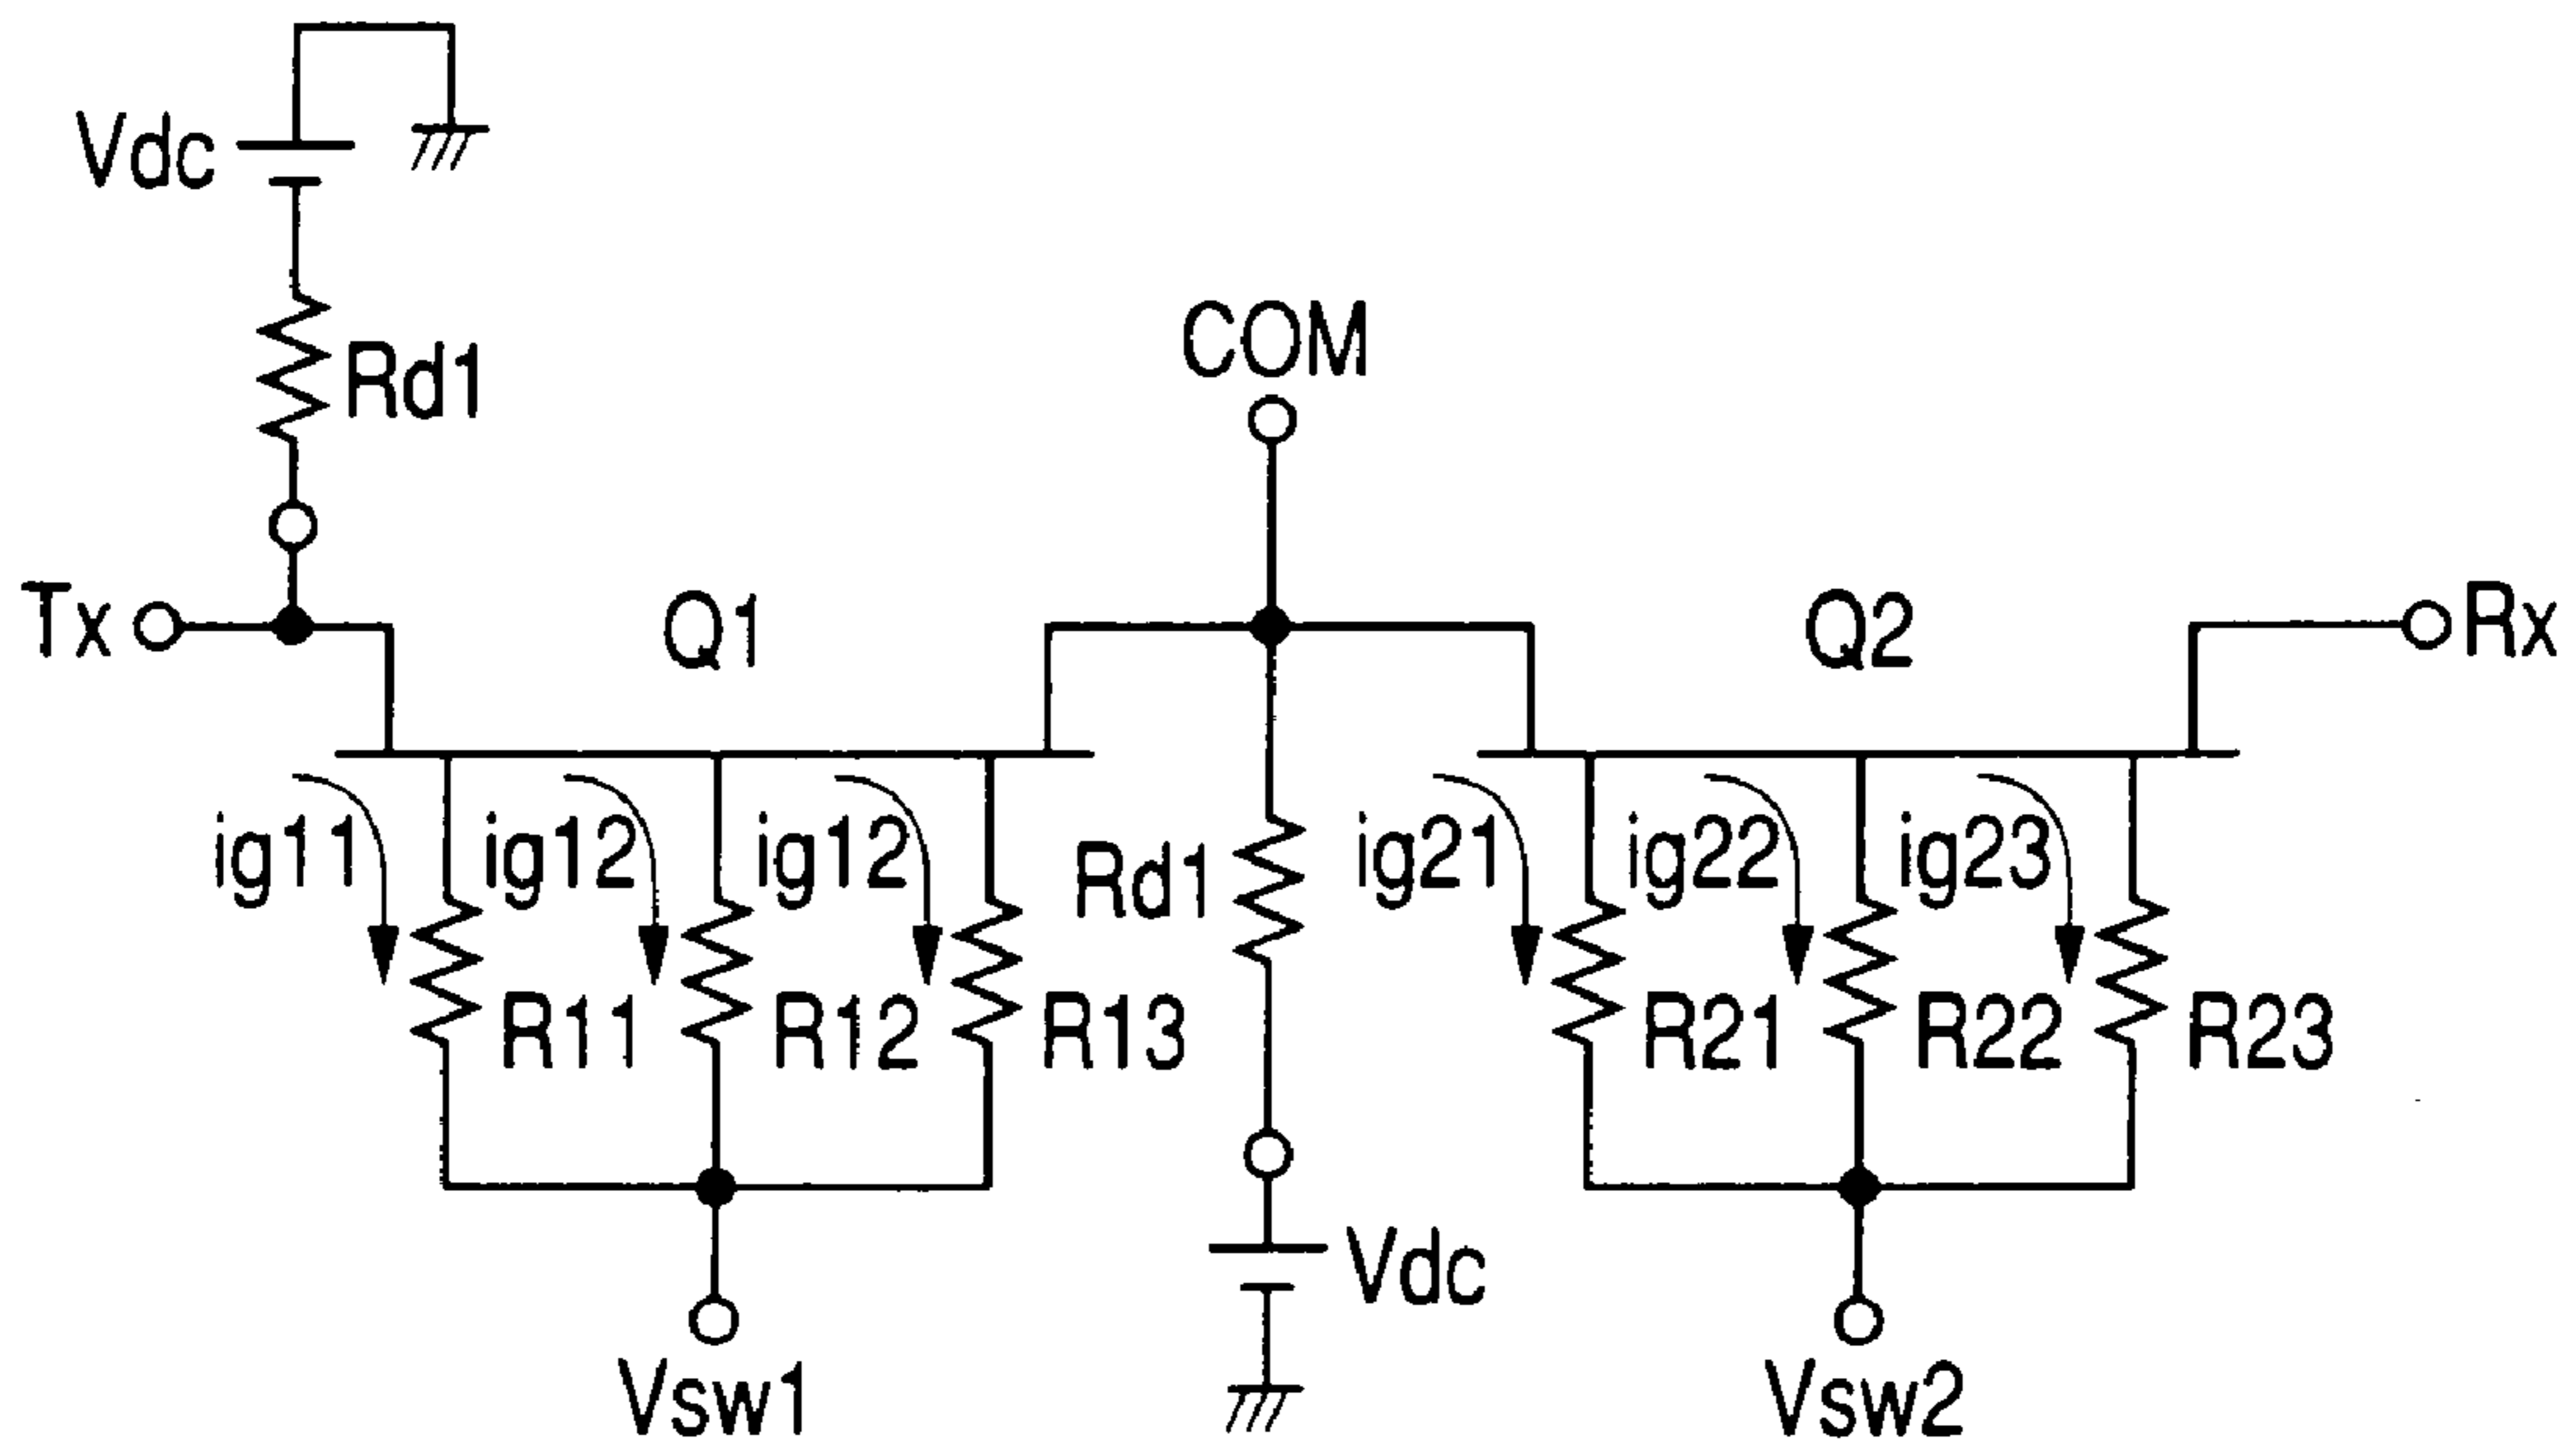 Vdc
Rd1
COM
Tx
Q1
Q2
Rx
ig11
ig12
ig12
Rd1
ig21
ig22
ig23
R11
R12
R13
R21
R22
R23
Vdc
Vsw1
Vsw2